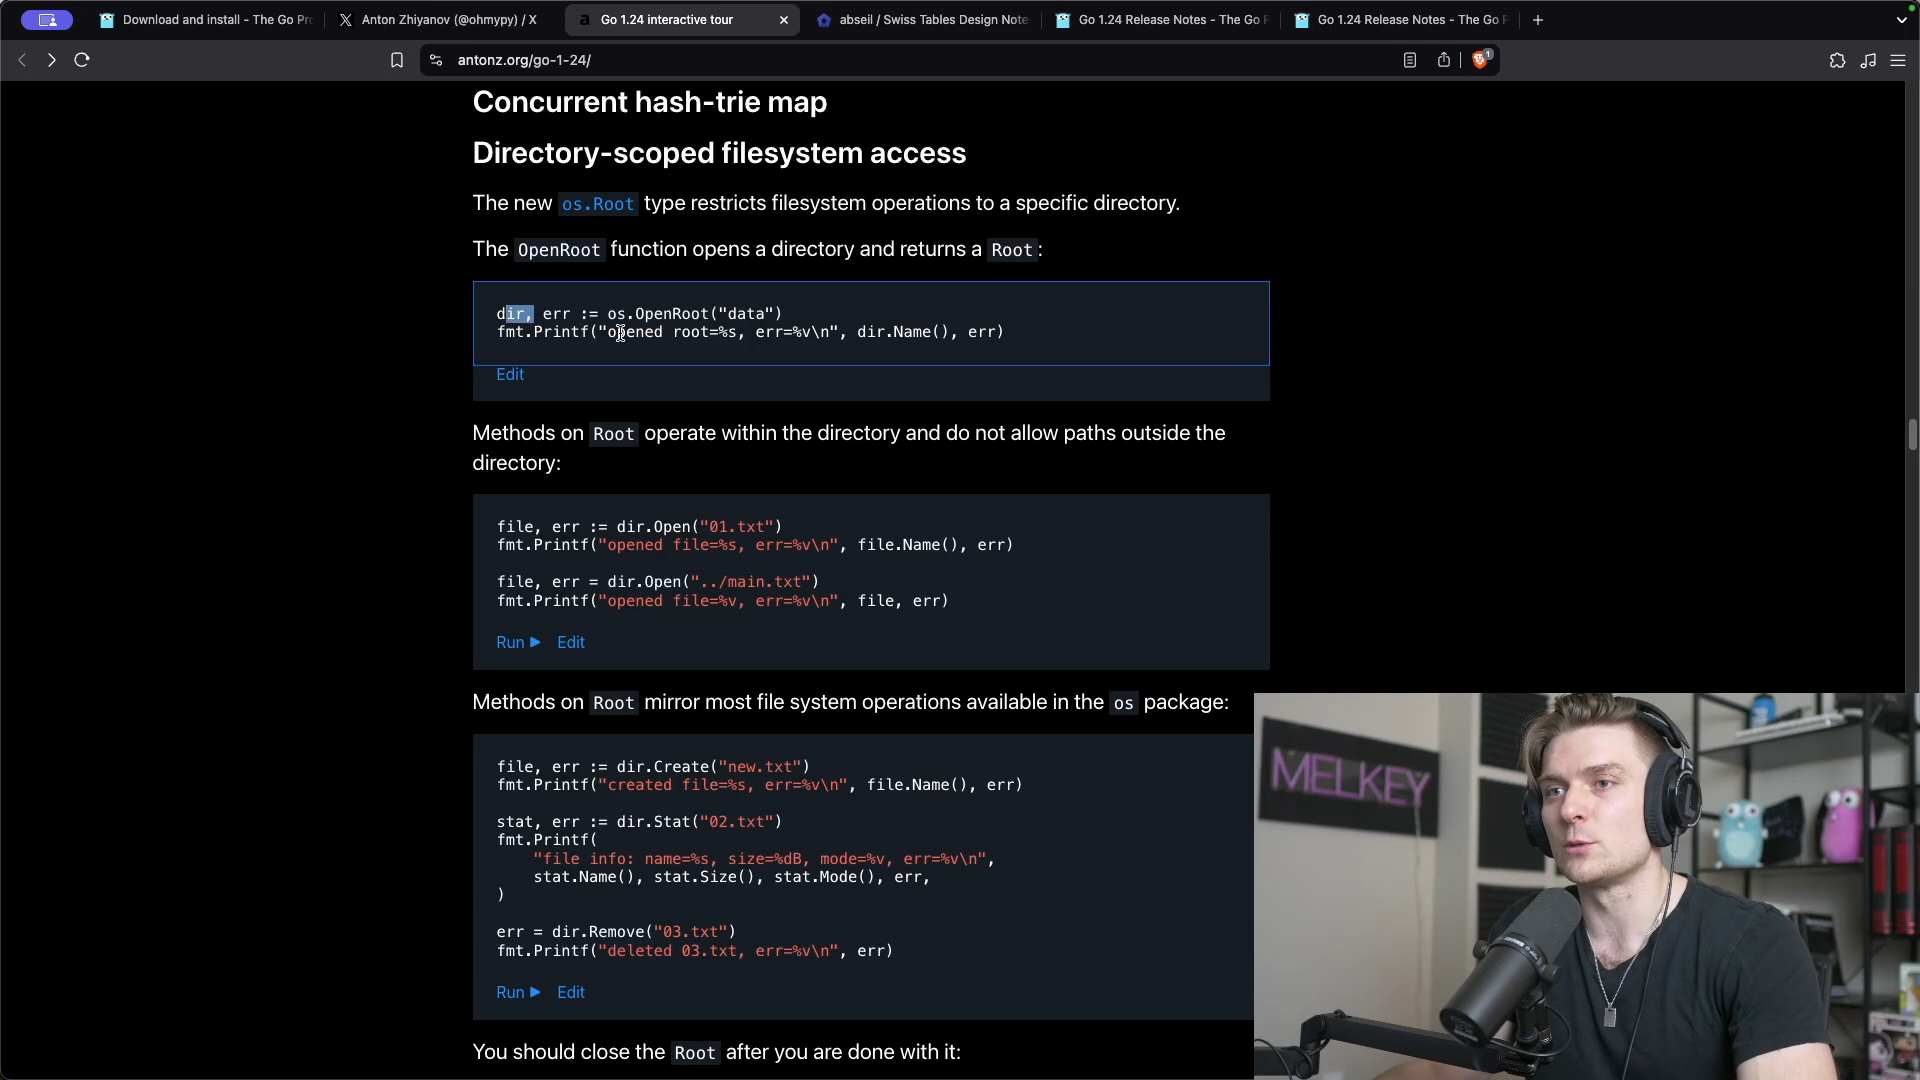 Download and install - The Go Pr
Anton Zhiyanov (@ohmypy) / X
Go 1.24 interactive tour
abseil / Swiss Tables Design Note
Go 1.24 Release Notes - The Go P
Go 1.24 Release Notes - The Go P
antonz.org/go-1-24/
1
Concurrent hash-trie map
Directory-scoped filesystem access
The new os.Root type restricts filesystem operations to a specific directory.
The OpenRoot function opens a directory and returns a Root:
dir, err := os.OpenRoot("data")
fmt.Printf("opened root=%s, err=%v\n", dir.Name(), err)
Edit
Methods on Root operate within the directory and do not allow paths outside the
directory:
file, err := dir.Open("01.txt")
fmt.Printf("opened file=%s, err=%v\n", file.Name(), err)
file, err = dir.Open("../main.txt")
fmt.Printf("opened file=%v, err=%v\n", file, err)
Run Edit
Methods on Root mirror most file system operations available in the os package:
file, err := dir.Create("new.txt")
fmt.Printf("created file=%s, err=%v\n", file.Name(), err)
stat, err := dir.Stat("02.txt")
fmt.Printf(
"file info: name=%s, size=%dB, mode=%v, err=%v\n",
stat.Name(), stat.Size(), stat.Mode(), err,
)
err = dir.Remove("03.txt")
fmt.Printf("deleted 03.txt, err=%v\n", err)
Run Edit
You should close the Root after you are done with it:
MELKEY